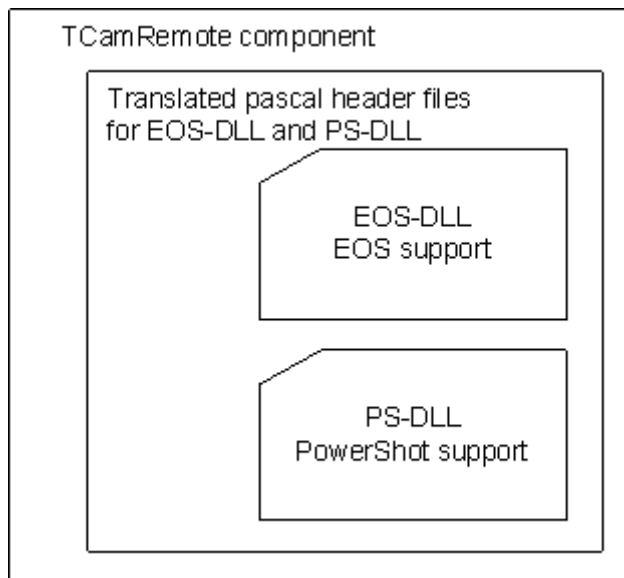 TCamRemote component
Translated pascal header files
for EOS-DLL and PS-DLL
EOS-DLL
EOS support
PS-DLL
PowerShot support